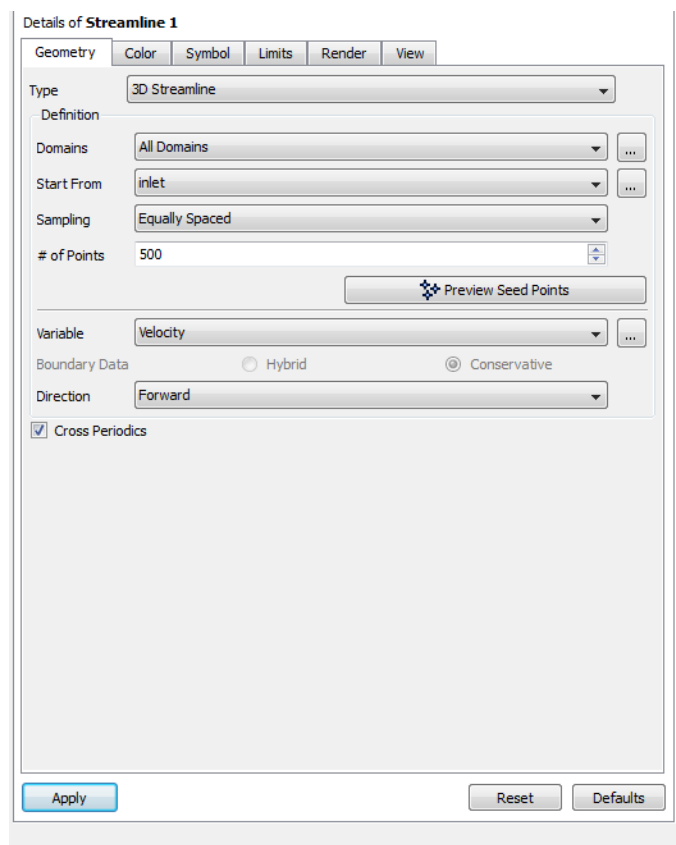 Details of Streamline 1
Geometry Color Symbol Limits Render View
Type 3D Streamline
Definition
Domains All Domains ...
Start From inlet ...
Sampling Equally Spaced
# of Points 500
Preview Seed Points
Variable Velocity ...
Boundary Data Hybrid Conservative
Direction Forward
Cross Periodics
Apply Reset Defaults